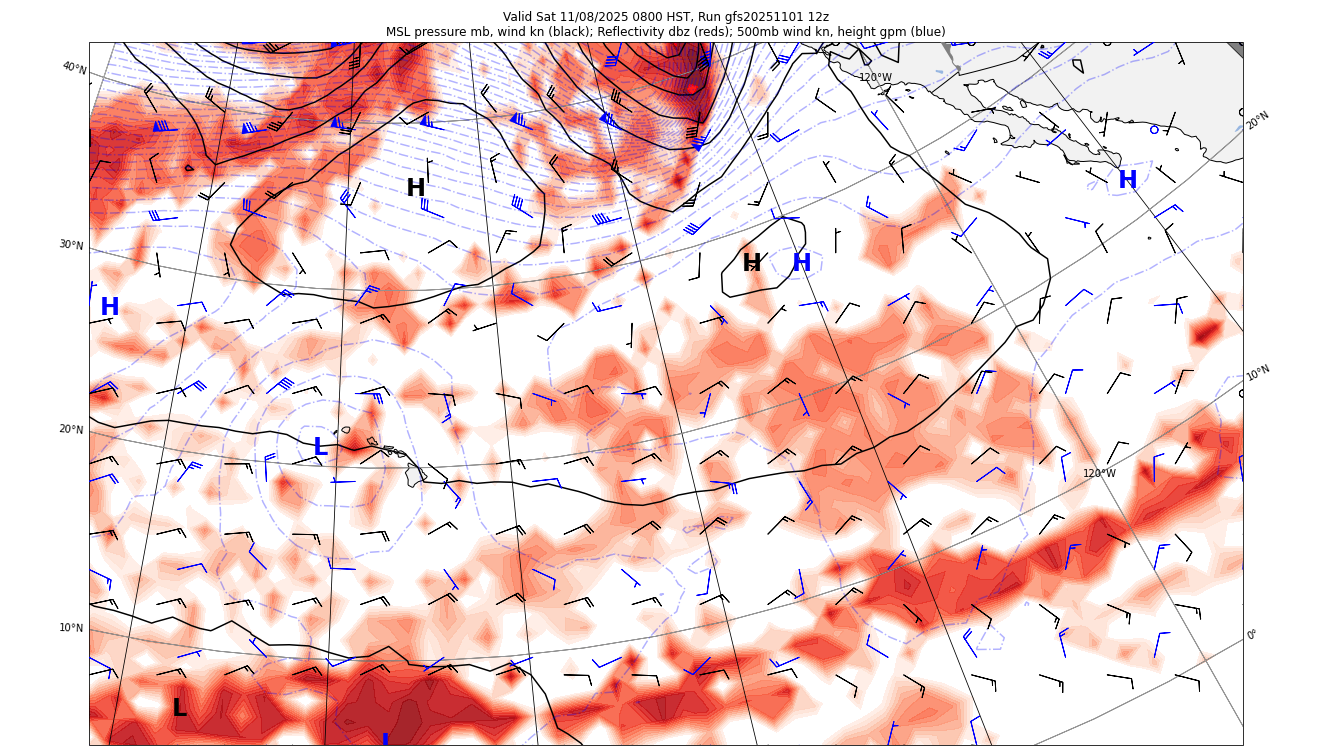 Valid Sat 11/08/2025 0800 HST, Run gfs20251101 12z
MSL pressure mb, wind kn (black); Reflectivity dbz (reds); 500mb wind kn, height gpm (blue)
40°N
120°W
20°N
H
H
30°N
H
H
H
10°N
20°N
L
120°W
10°N
0°
L
L